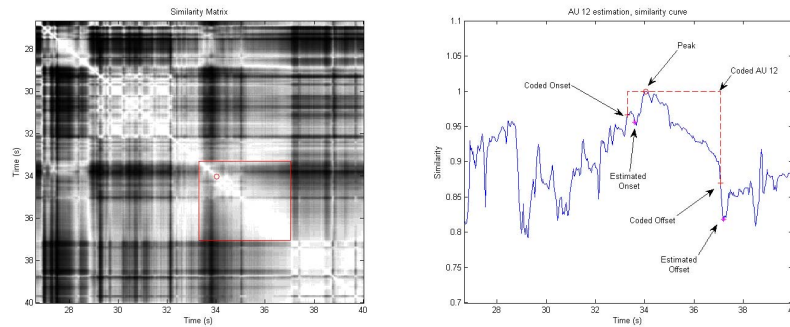 Similarity Matrix
28
30
32
34
36
38
40
Time (s)
28
30
32
34
36
38
40
Time (s)
AU 12 estimation, similarity curve
1.1
1.05
1
0.95
0.9
0.85
0.8
0.75
0.7
Similarity
28
30
32
34
36
38
40
Time (s)
Peak
Coded Onset
Coded AU 12
Estimated
Onset
Coded Offset
Estimated
Offset